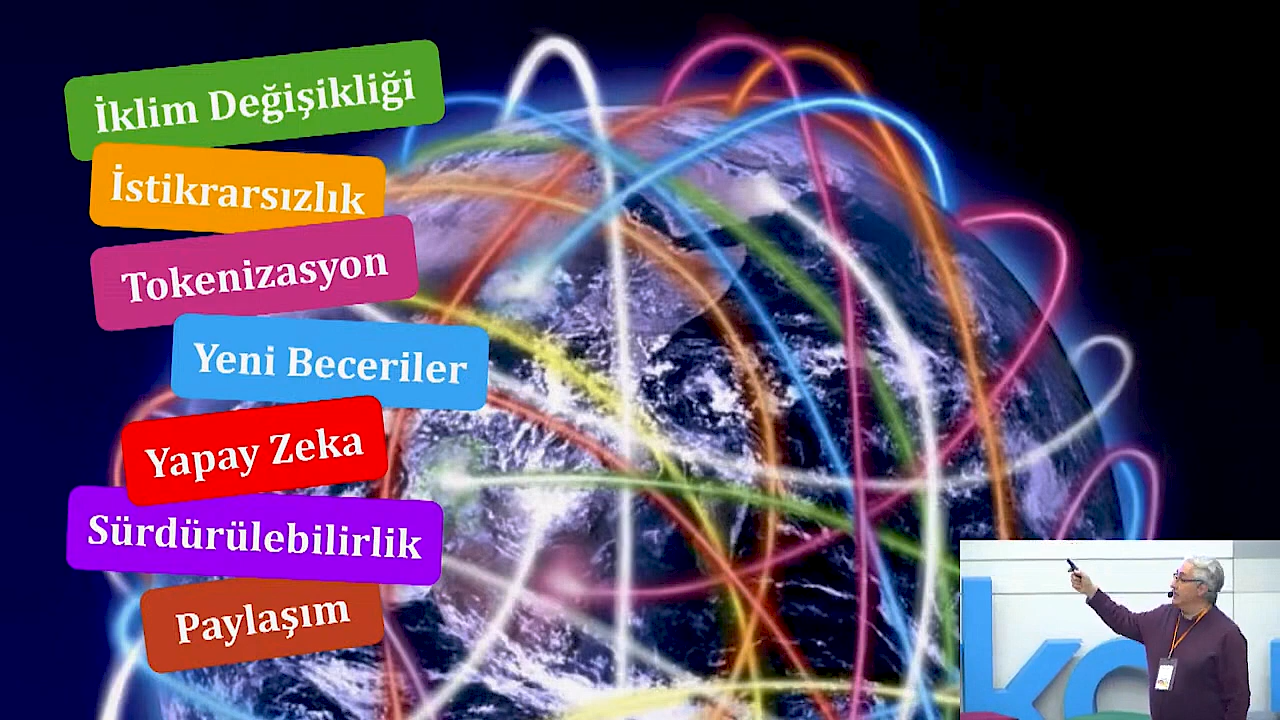 İklim Değişikliği
İstikrarsızlık
Tokenizasyon
Yeni Beceriler
Yapay Zeka
Sürdürülebilirlik
Paylaşım